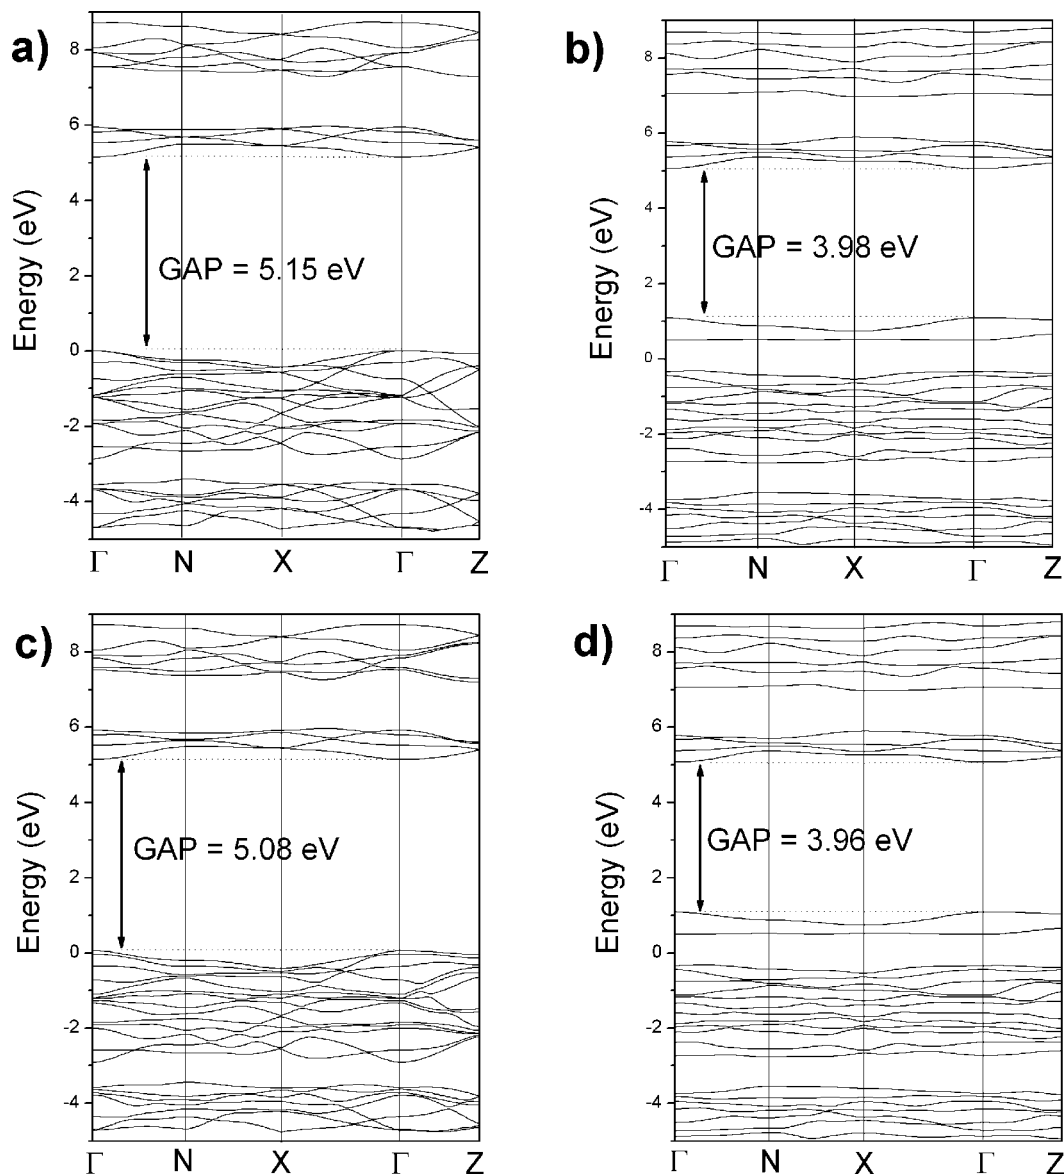 a)
8
6
4
2
0
-2
-4
Energy (eV)
GAP = 5.15 eV
Γ N X Γ Z
b)
8
6
4
2
0
-2
-4
Energy (eV)
GAP = 3.98 eV
Γ N X Γ Z
c)
8
6
4
2
0
-2
-4
Energy (eV)
GAP = 5.08 eV
Γ N X Γ Z
d)
8
6
4
2
0
-2
-4
Energy (eV)
GAP = 3.96 eV
Γ N X Γ Z